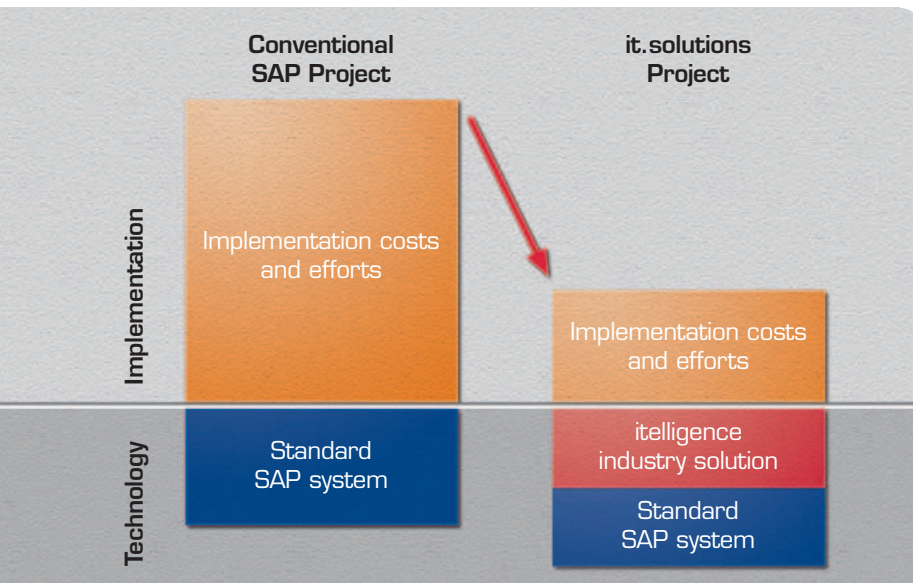 Conventional
SAP Project
it.solutions
Project
Implementation
Implementation costs
and efforts
Implementation costs
and efforts
Technology
Standard
SAP system
itelligence
industry solution
Standard
SAP system